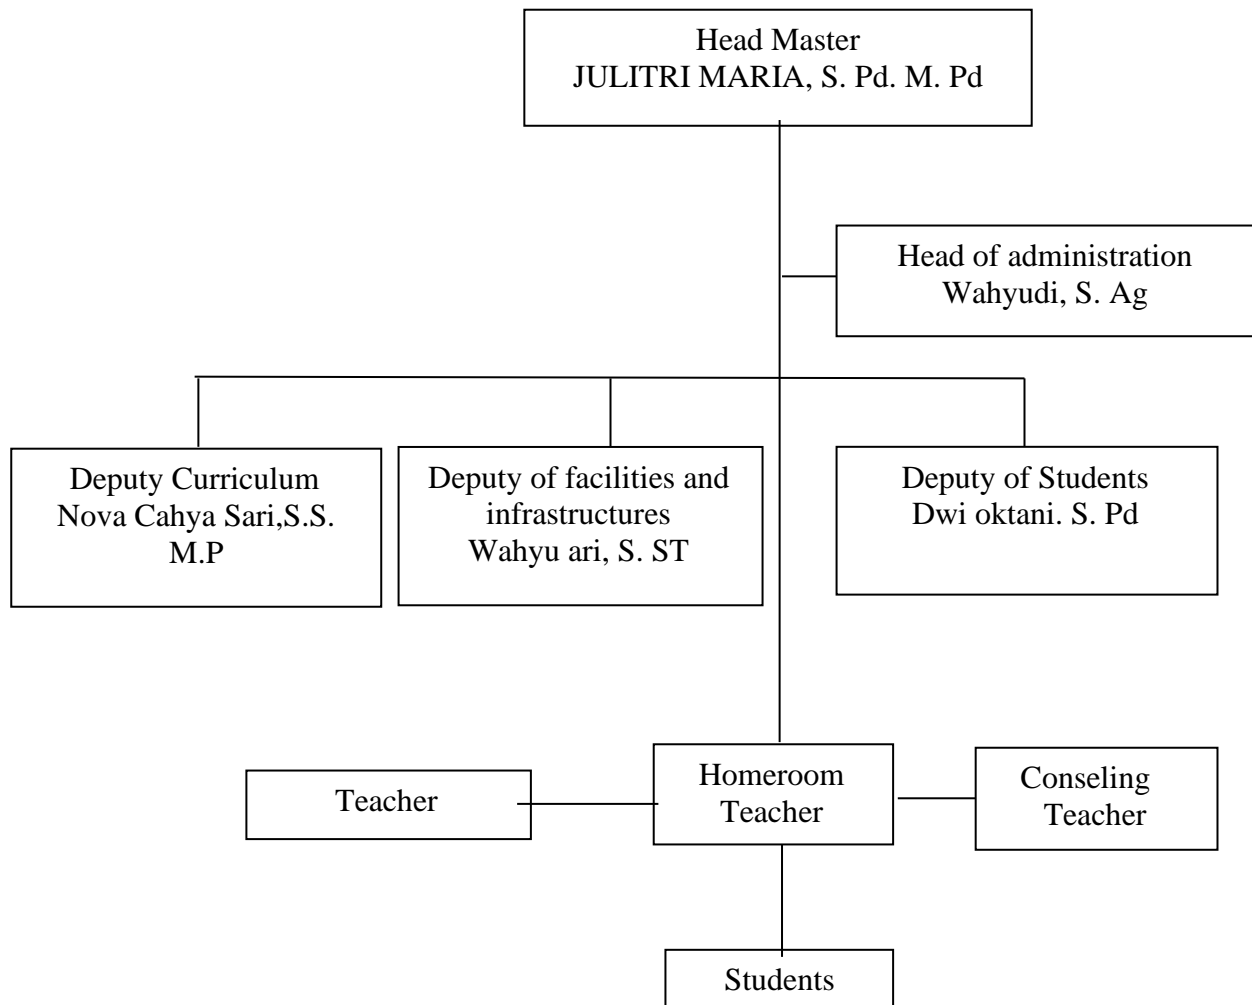 Head Master
JULITRI MARIA, S. Pd. M. Pd
Head of administration
Wahyudi, S. Ag
Deputy Curriculum
Nova Cahya Sari,S.S.
M.P
Deputy of facilities and
infrastructures
Wahyu ari, S. ST
Deputy of Students
Dwi oktani. S. Pd
Teacher
Homeroom
Teacher
Conseling
Teacher
Students